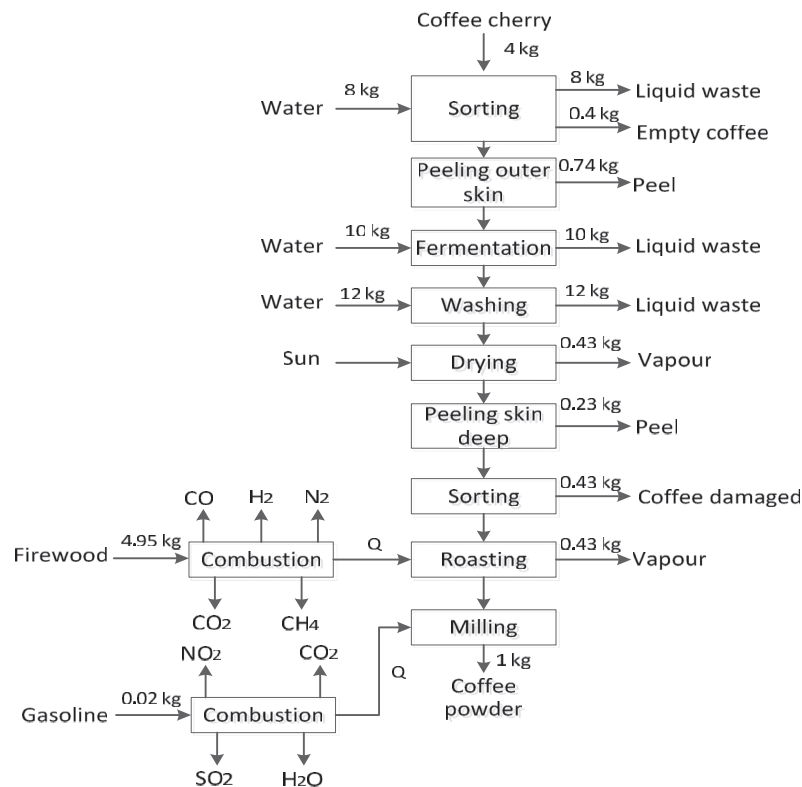 Coffee cherry
4 kg
8 kg
Water
Sorting
8 kg
Liquid waste
0.4 kg
Empty coffee
Peeling outer
skin
0.74 kg
Peel
10 kg
Water
Fermentation
10 kg
Liquid waste
12 kg
Water
Washing
12 kg
Liquid waste
Sun
Drying
0.43 kg
Vapour
Peeling skin
deep
0.23 kg
Peel
Sorting
0.43 kg
Coffee damaged
CO
H2
N2
Firewood
4.95 kg
Combustion
Q
Roasting
0.43 kg
Vapour
CO2
CH4
Milling
1 kg
Coffee
powder
NO2
CO2
Q
Gasoline
0.02 kg
Combustion
SO2
H2O